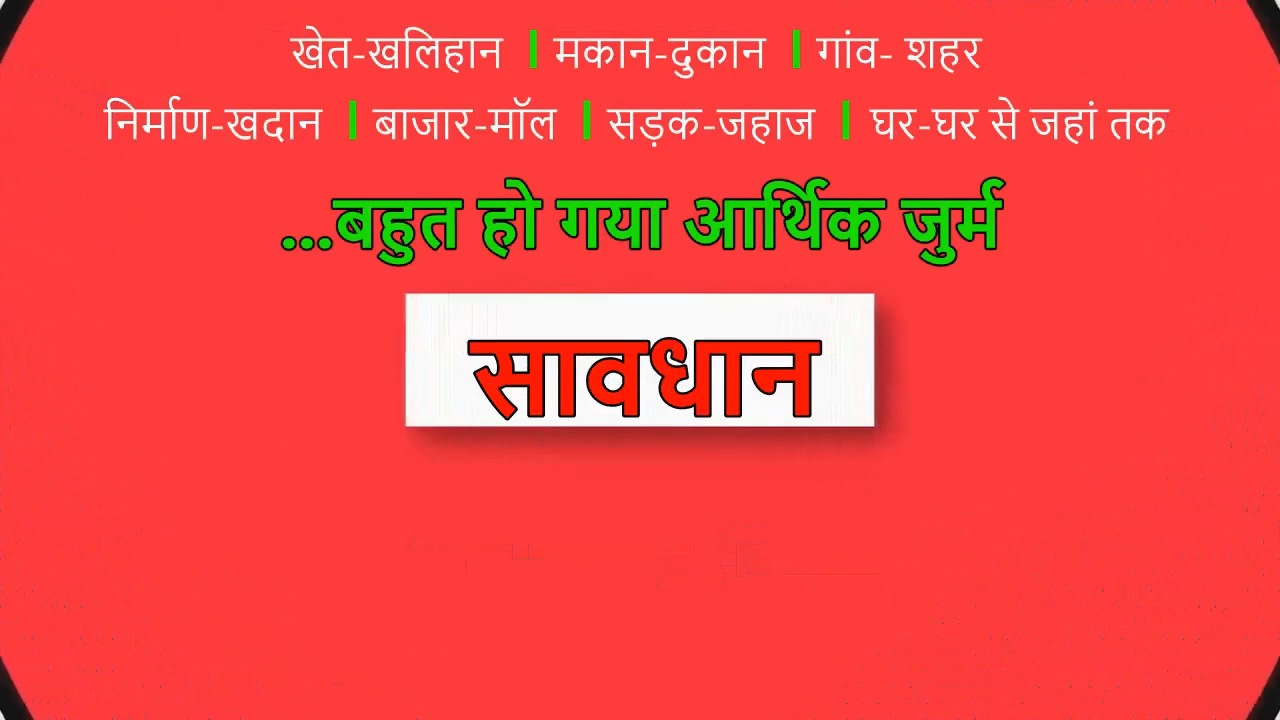 खेत-खलिहान | मकान-दुकान | गांव- शहर
निर्माण-खदान | बाजार-मॉल | सड़क-जहाज | घर-घर से जहां तक
...बहुत हो गया आर्थिक जुर्म
सावधान